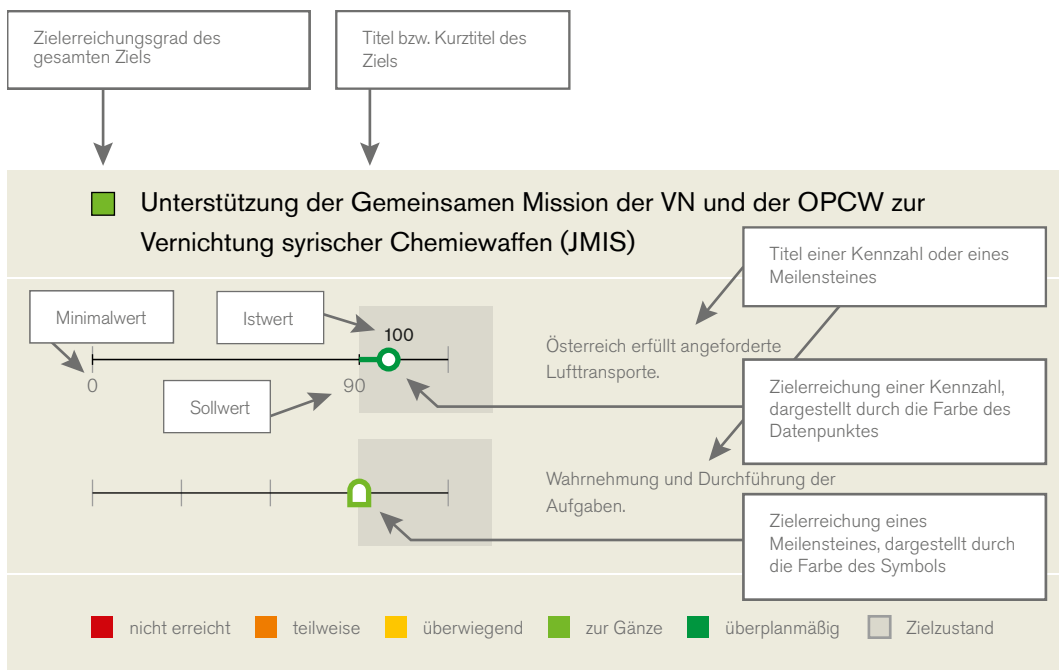 Zielerreichungsgrad des
gesamten Ziels
Titel bzw. Kurztitel des
Ziels
Unterstützung der Gemeinsamen Mission der VN und der OPCW zur
Vernichtung syrischer Chemiewaffen (JMIS)
Titel einer Kennzahl oder eines
Meilensteines
Minimalwert
Istwert
100
Österreich erfüllt angeforderte
Lufttransporte.
0
90
Sollwert
Zielerreichung einer Kennzahl,
dargestellt durch die Farbe des
Datenpunktes
Wahrnehmung und Durchführung der
Aufgaben.
Zielerreichung eines
Meilensteines, dargestellt durch
die Farbe des Symbols
nicht erreicht
teilweise
überwiegend
zur Gänze
überplanmäßig
Zielzustand